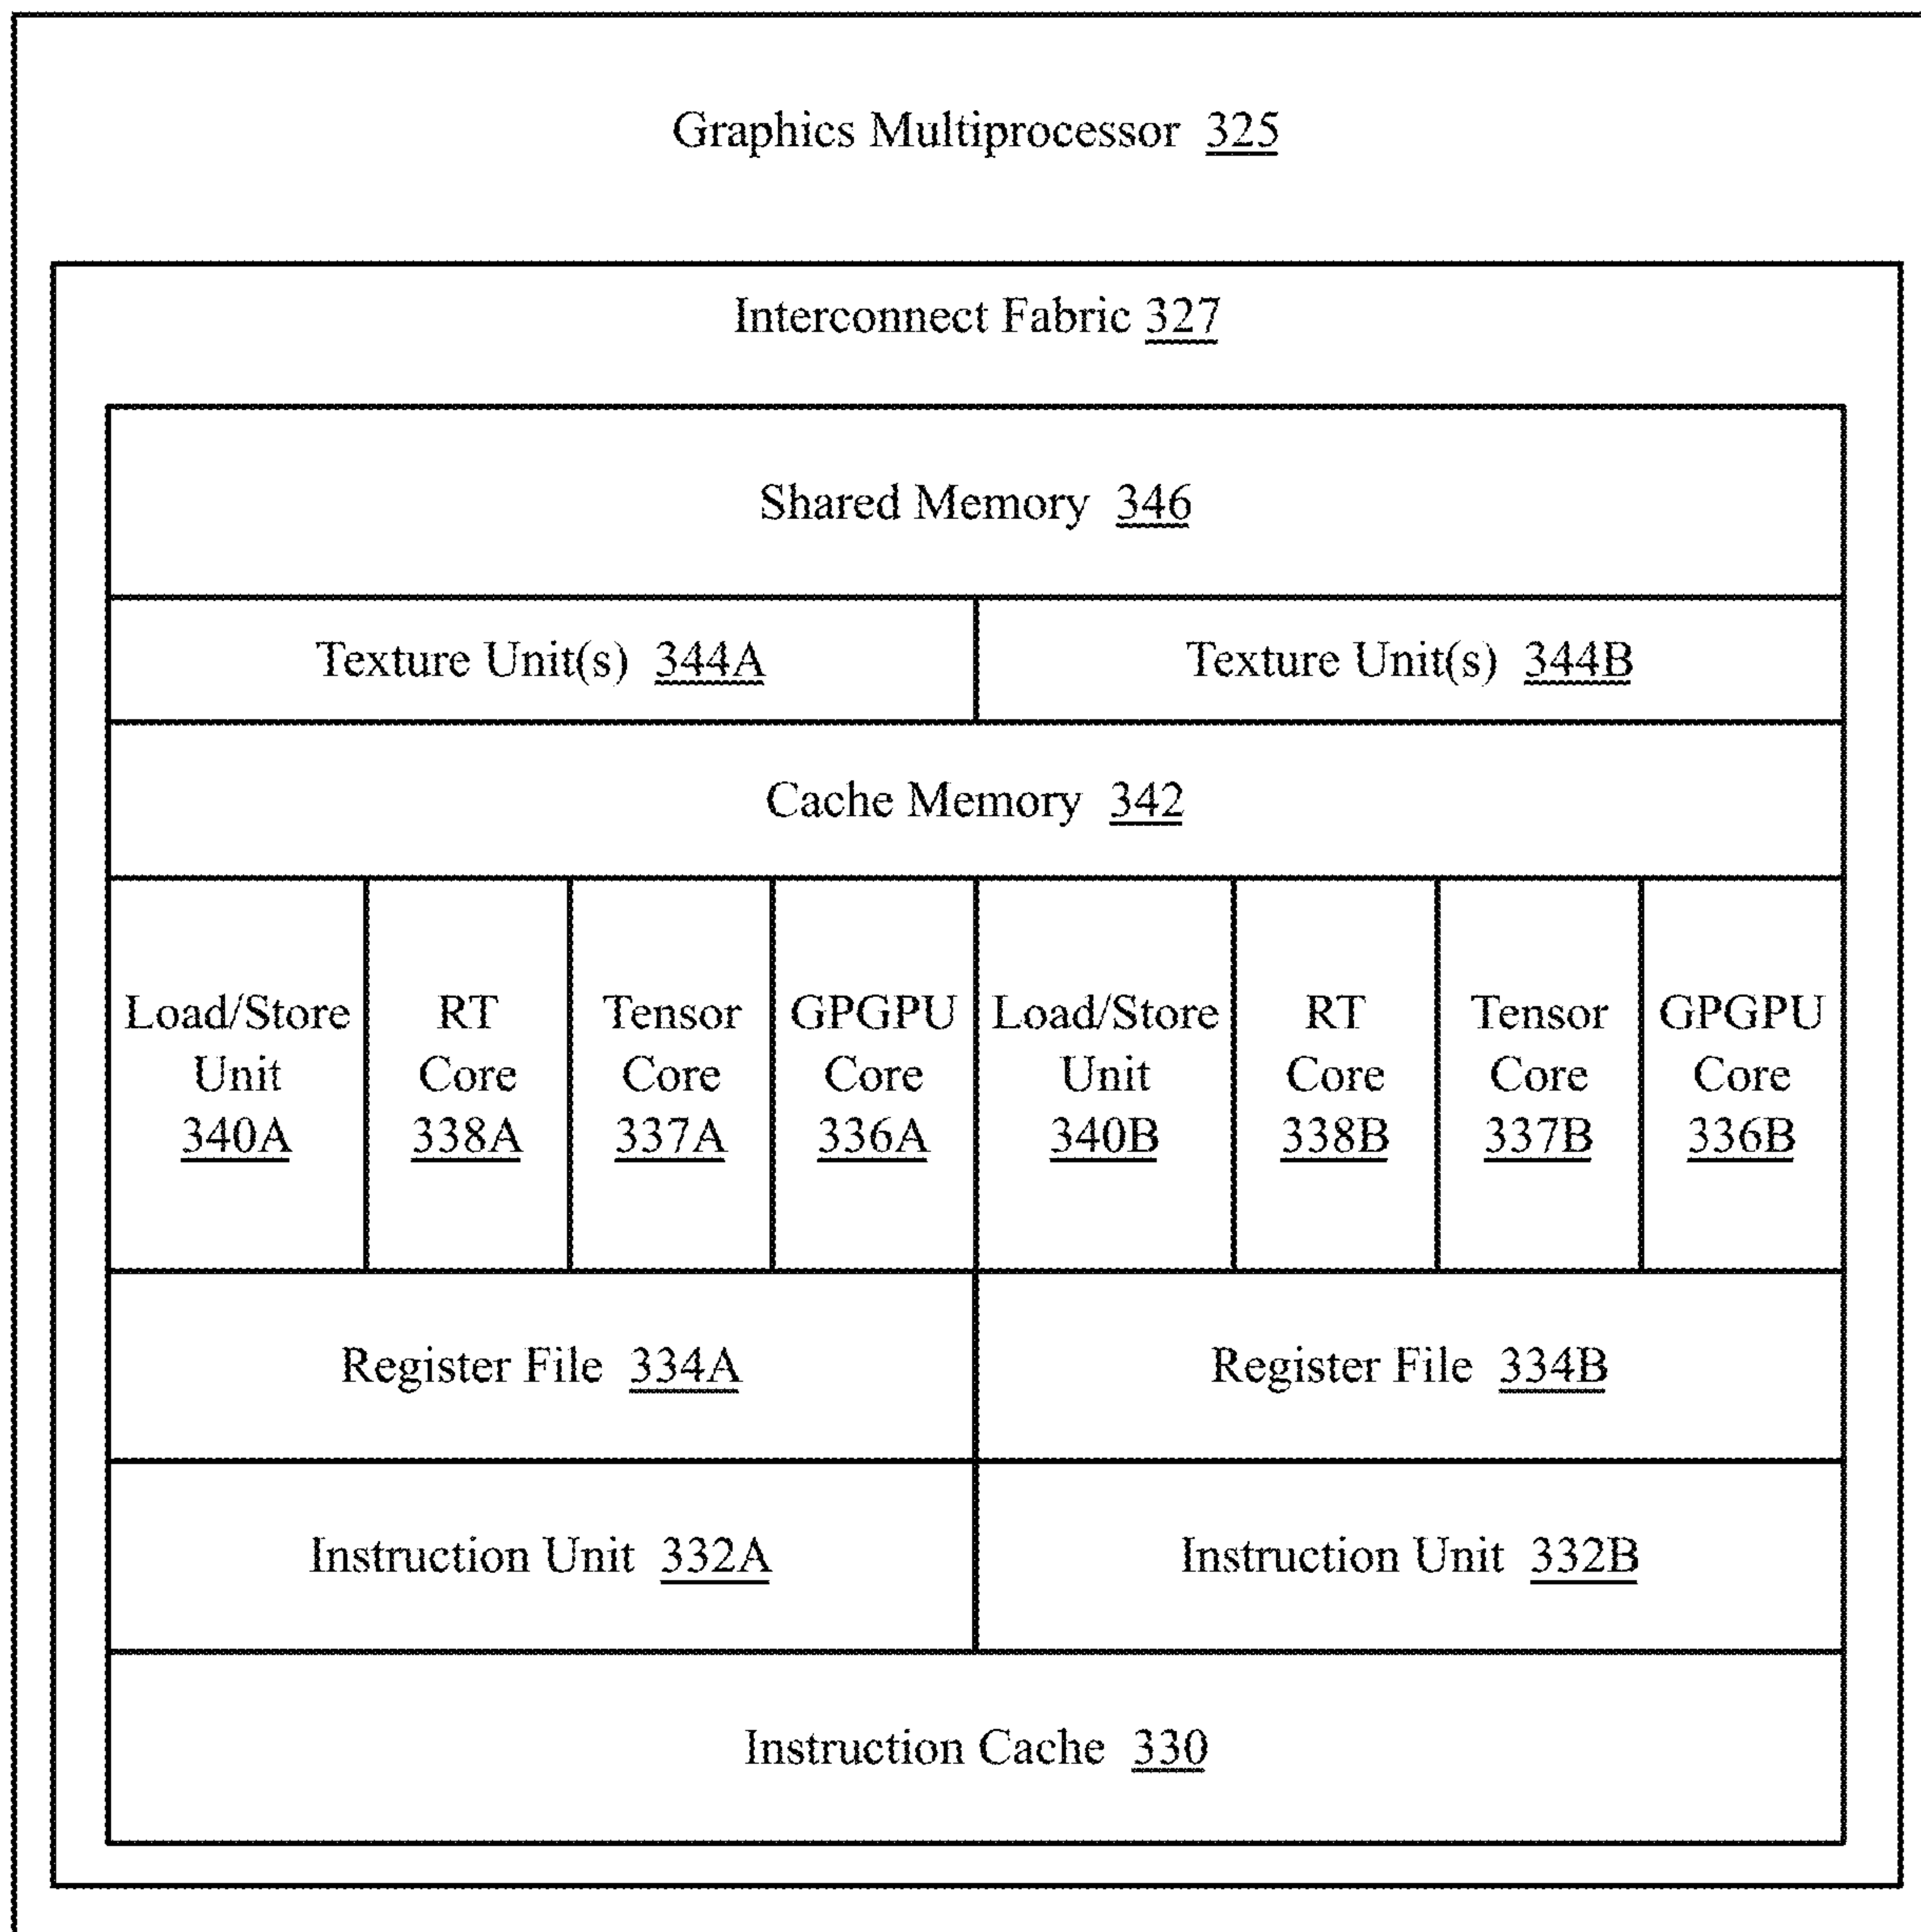 Graphics Multiprocessor 325
Interconnect Fabric 327
Shared Memory 346
Texture Unit(s) 344A
Texture Unit(s) 344B
Cache Memory 342
Load/Store
Unit
340A
RT
Core
338A
Tensor
Core
337A
GPGPU
Core
336A
Load/Store
Unit
340B
RT
Core
338B
Tensor
Core
337B
GPGPU
Core
336B
Register File 334A
Register File 334B
Instruction Unit 332A
Instruction Unit 332B
Instruction Cache 330